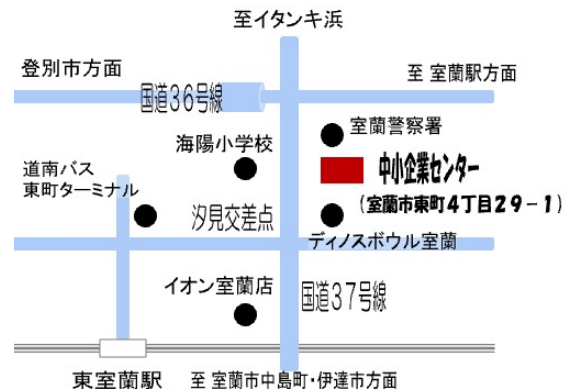 至イタンキ浜
登別市方面
至 室蘭駅方面
国道36号線
室蘭警察署
海陽小学校
中小企業センター
道南バス
東町ターミナル
(室蘭市東町4丁目29-1)
汐見交差点
ディノスボウル室蘭
イオン室蘭店
国道37号線
東室蘭駅
至 室蘭市中島町・伊達市方面